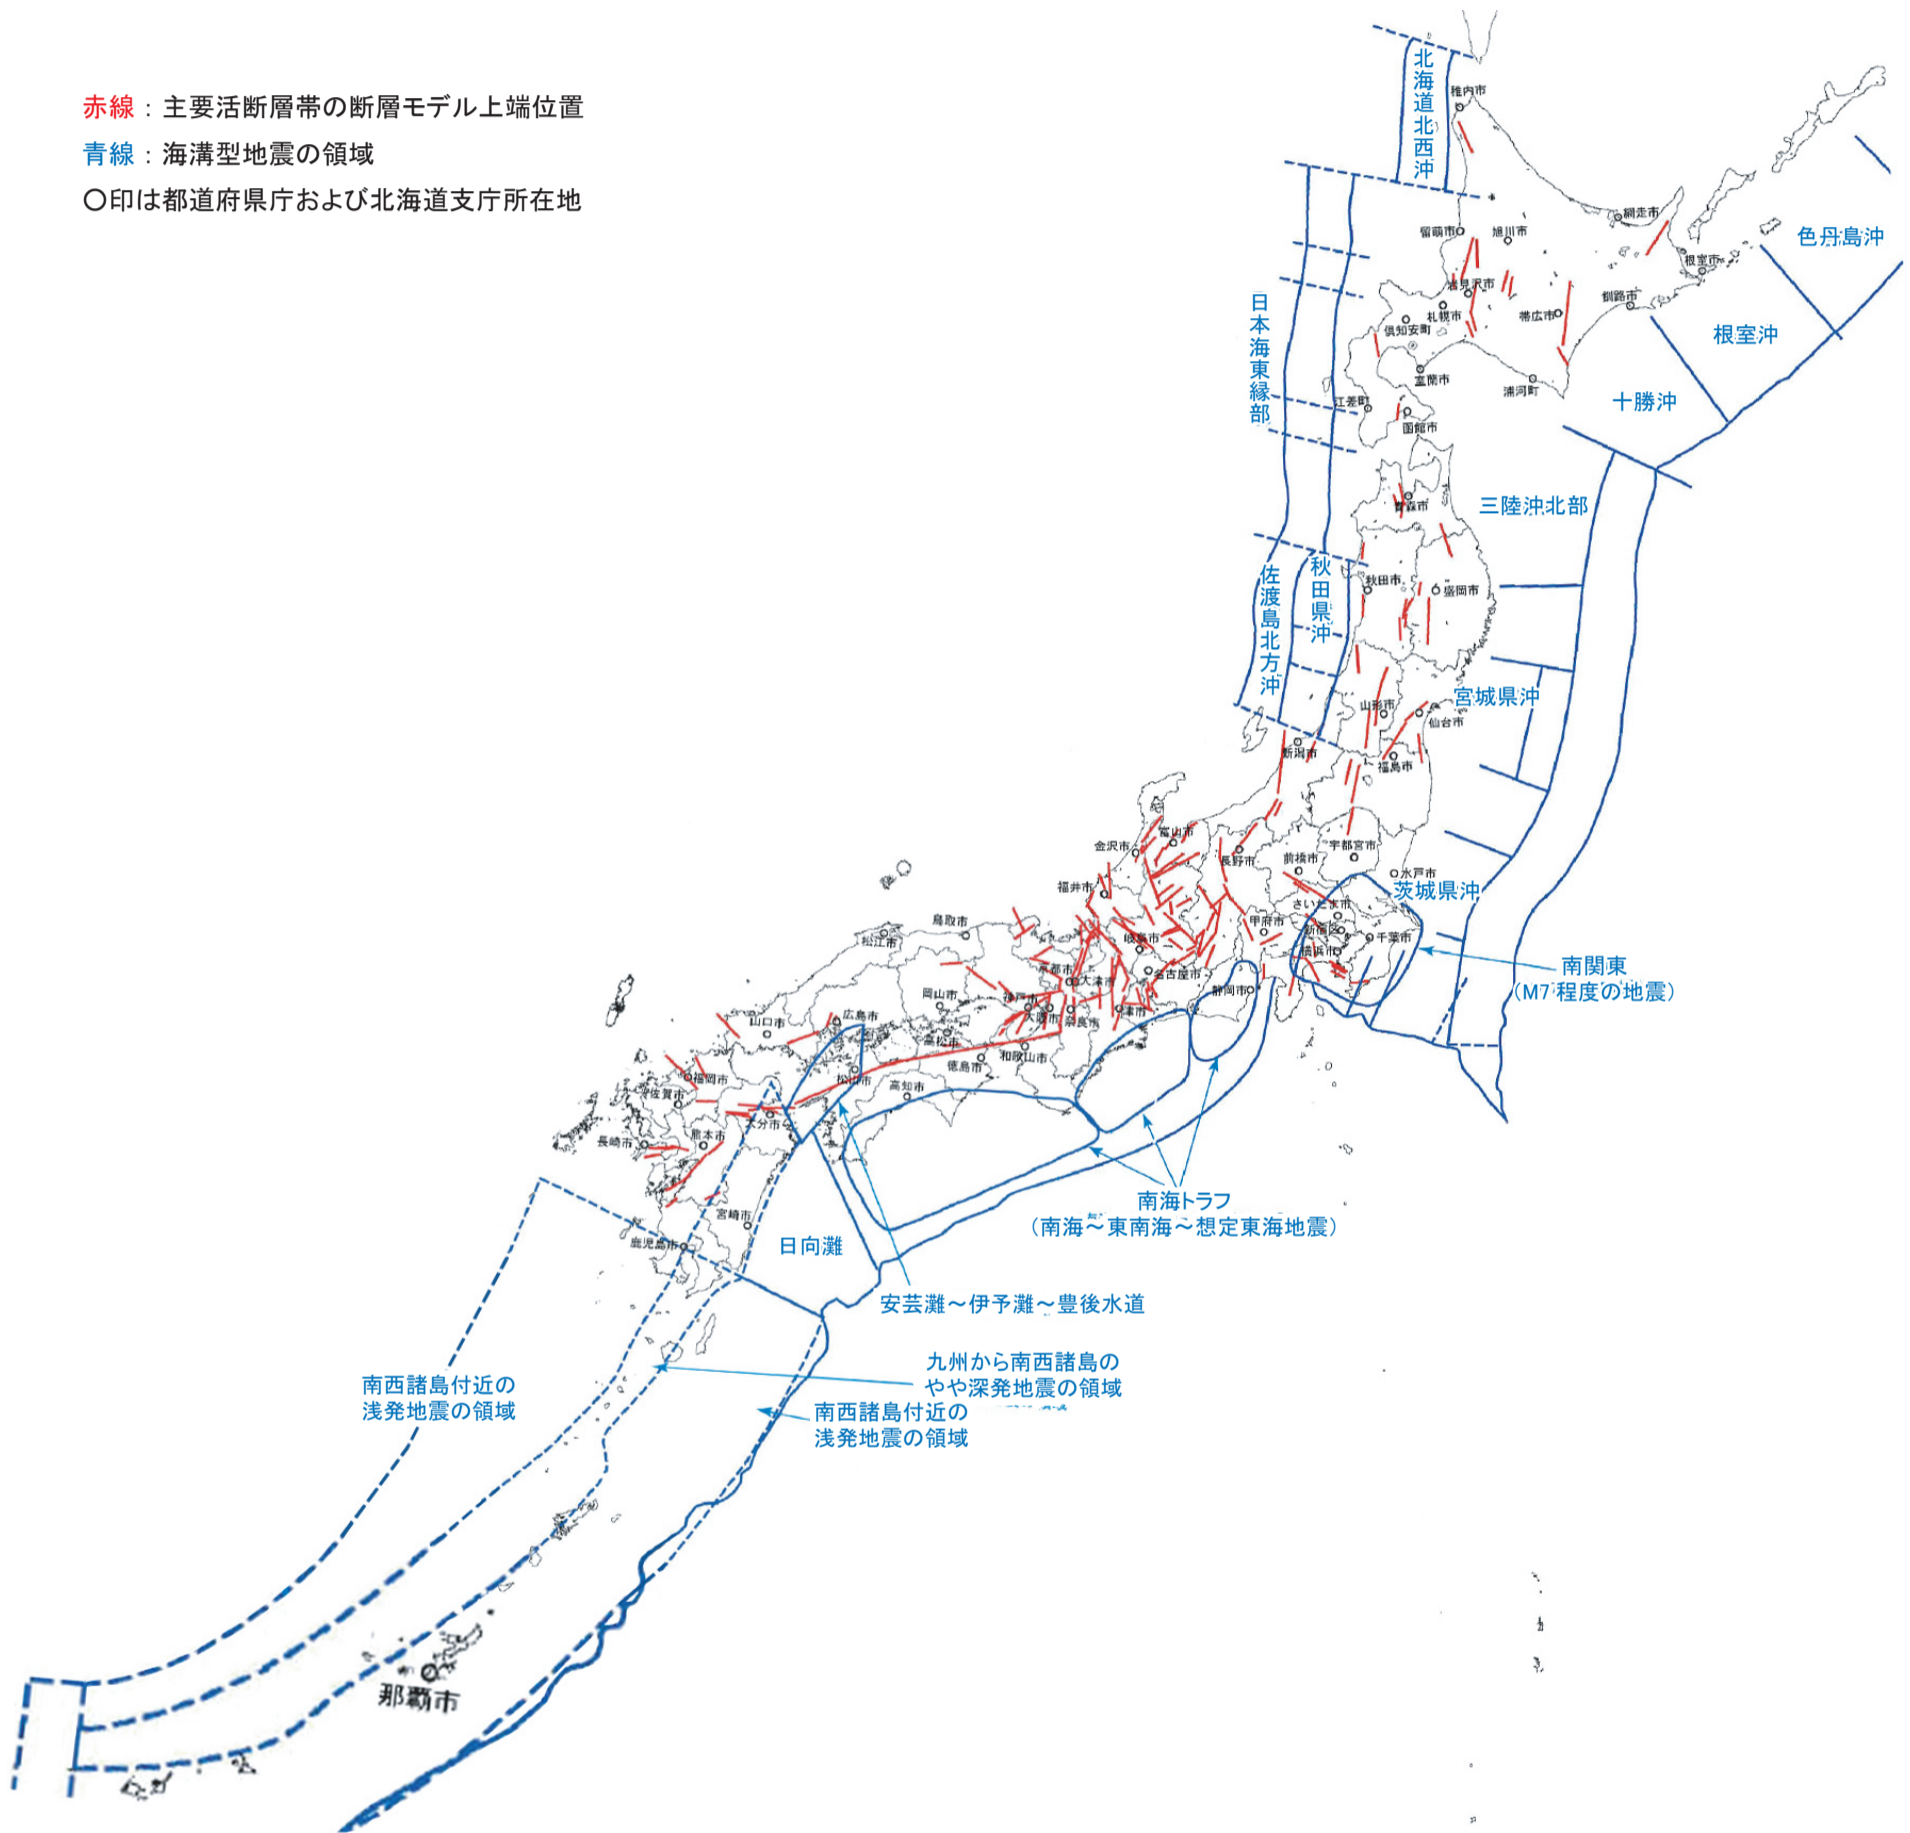 赤線：主要活断層帯の断層モデル上端位置
青線：海溝型地震の領域
○印は都道府県庁および北海道支庁所在地
北海道北西沖
稚内市
網走市
色丹島沖
留萌市
旭川市
根室市
岩見沢市
釧路市
札幌市
帯広市
倶知安町
根室沖
日本海東縁部
室蘭市
浦河町
十勝沖
江差町
函館市
青森市
三陸沖北部
佐渡島北方沖
秋田県沖
秋田市
盛岡市
宮城県沖
山形市
仙台市
新潟市
福島市
富山市
金沢市
長野市
前橋市
宇都宮市
水戸市
福井市
茨城県沖
さいたま市
鳥取市
松江市
甲府市
新宿区
千葉市
岐阜市
横浜市
南関東
（M7程度の地震）
京都市
大津市
名古屋市
静岡市
岡山市
神戸市
大阪市
奈良市
津市
広島市
山口市
高松市
和歌山市
徳島市
松山市
高知市
福岡市
佐賀市
大分市
長崎市
熊本市
宮崎市
鹿児島市
日向灘
南海トラフ
（南海～東南海～想定東海地震）
安芸灘～伊予灘～豊後水道
九州から南西諸島の
やや深発地震の領域
南西諸島付近の
浅発地震の領域
南西諸島付近の
浅発地震の領域
那覇市